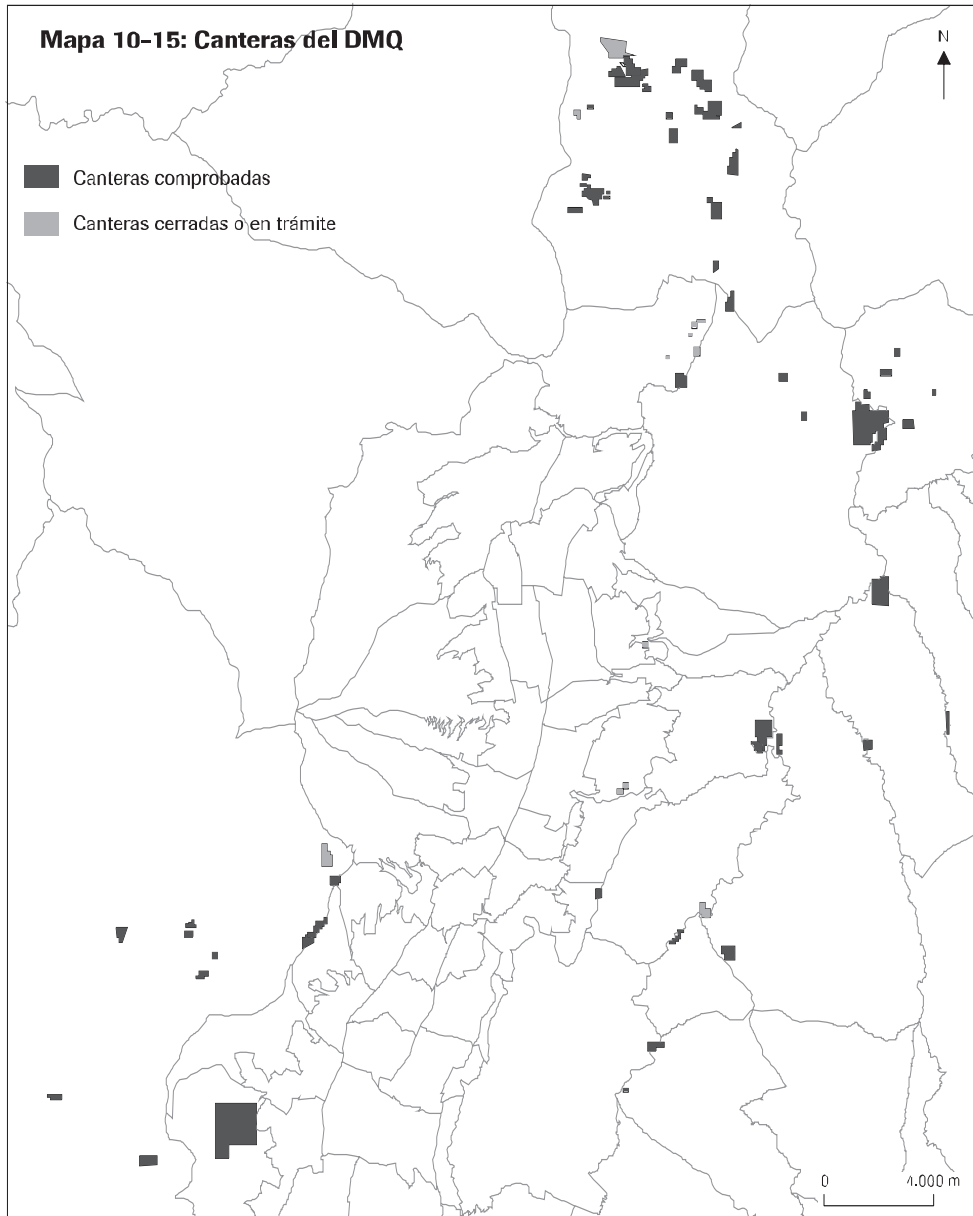 Mapa 10-15: Canteras del DMQ
N
Canteras comprobadas
Canteras cerradas o en trámite
0 4.000 m